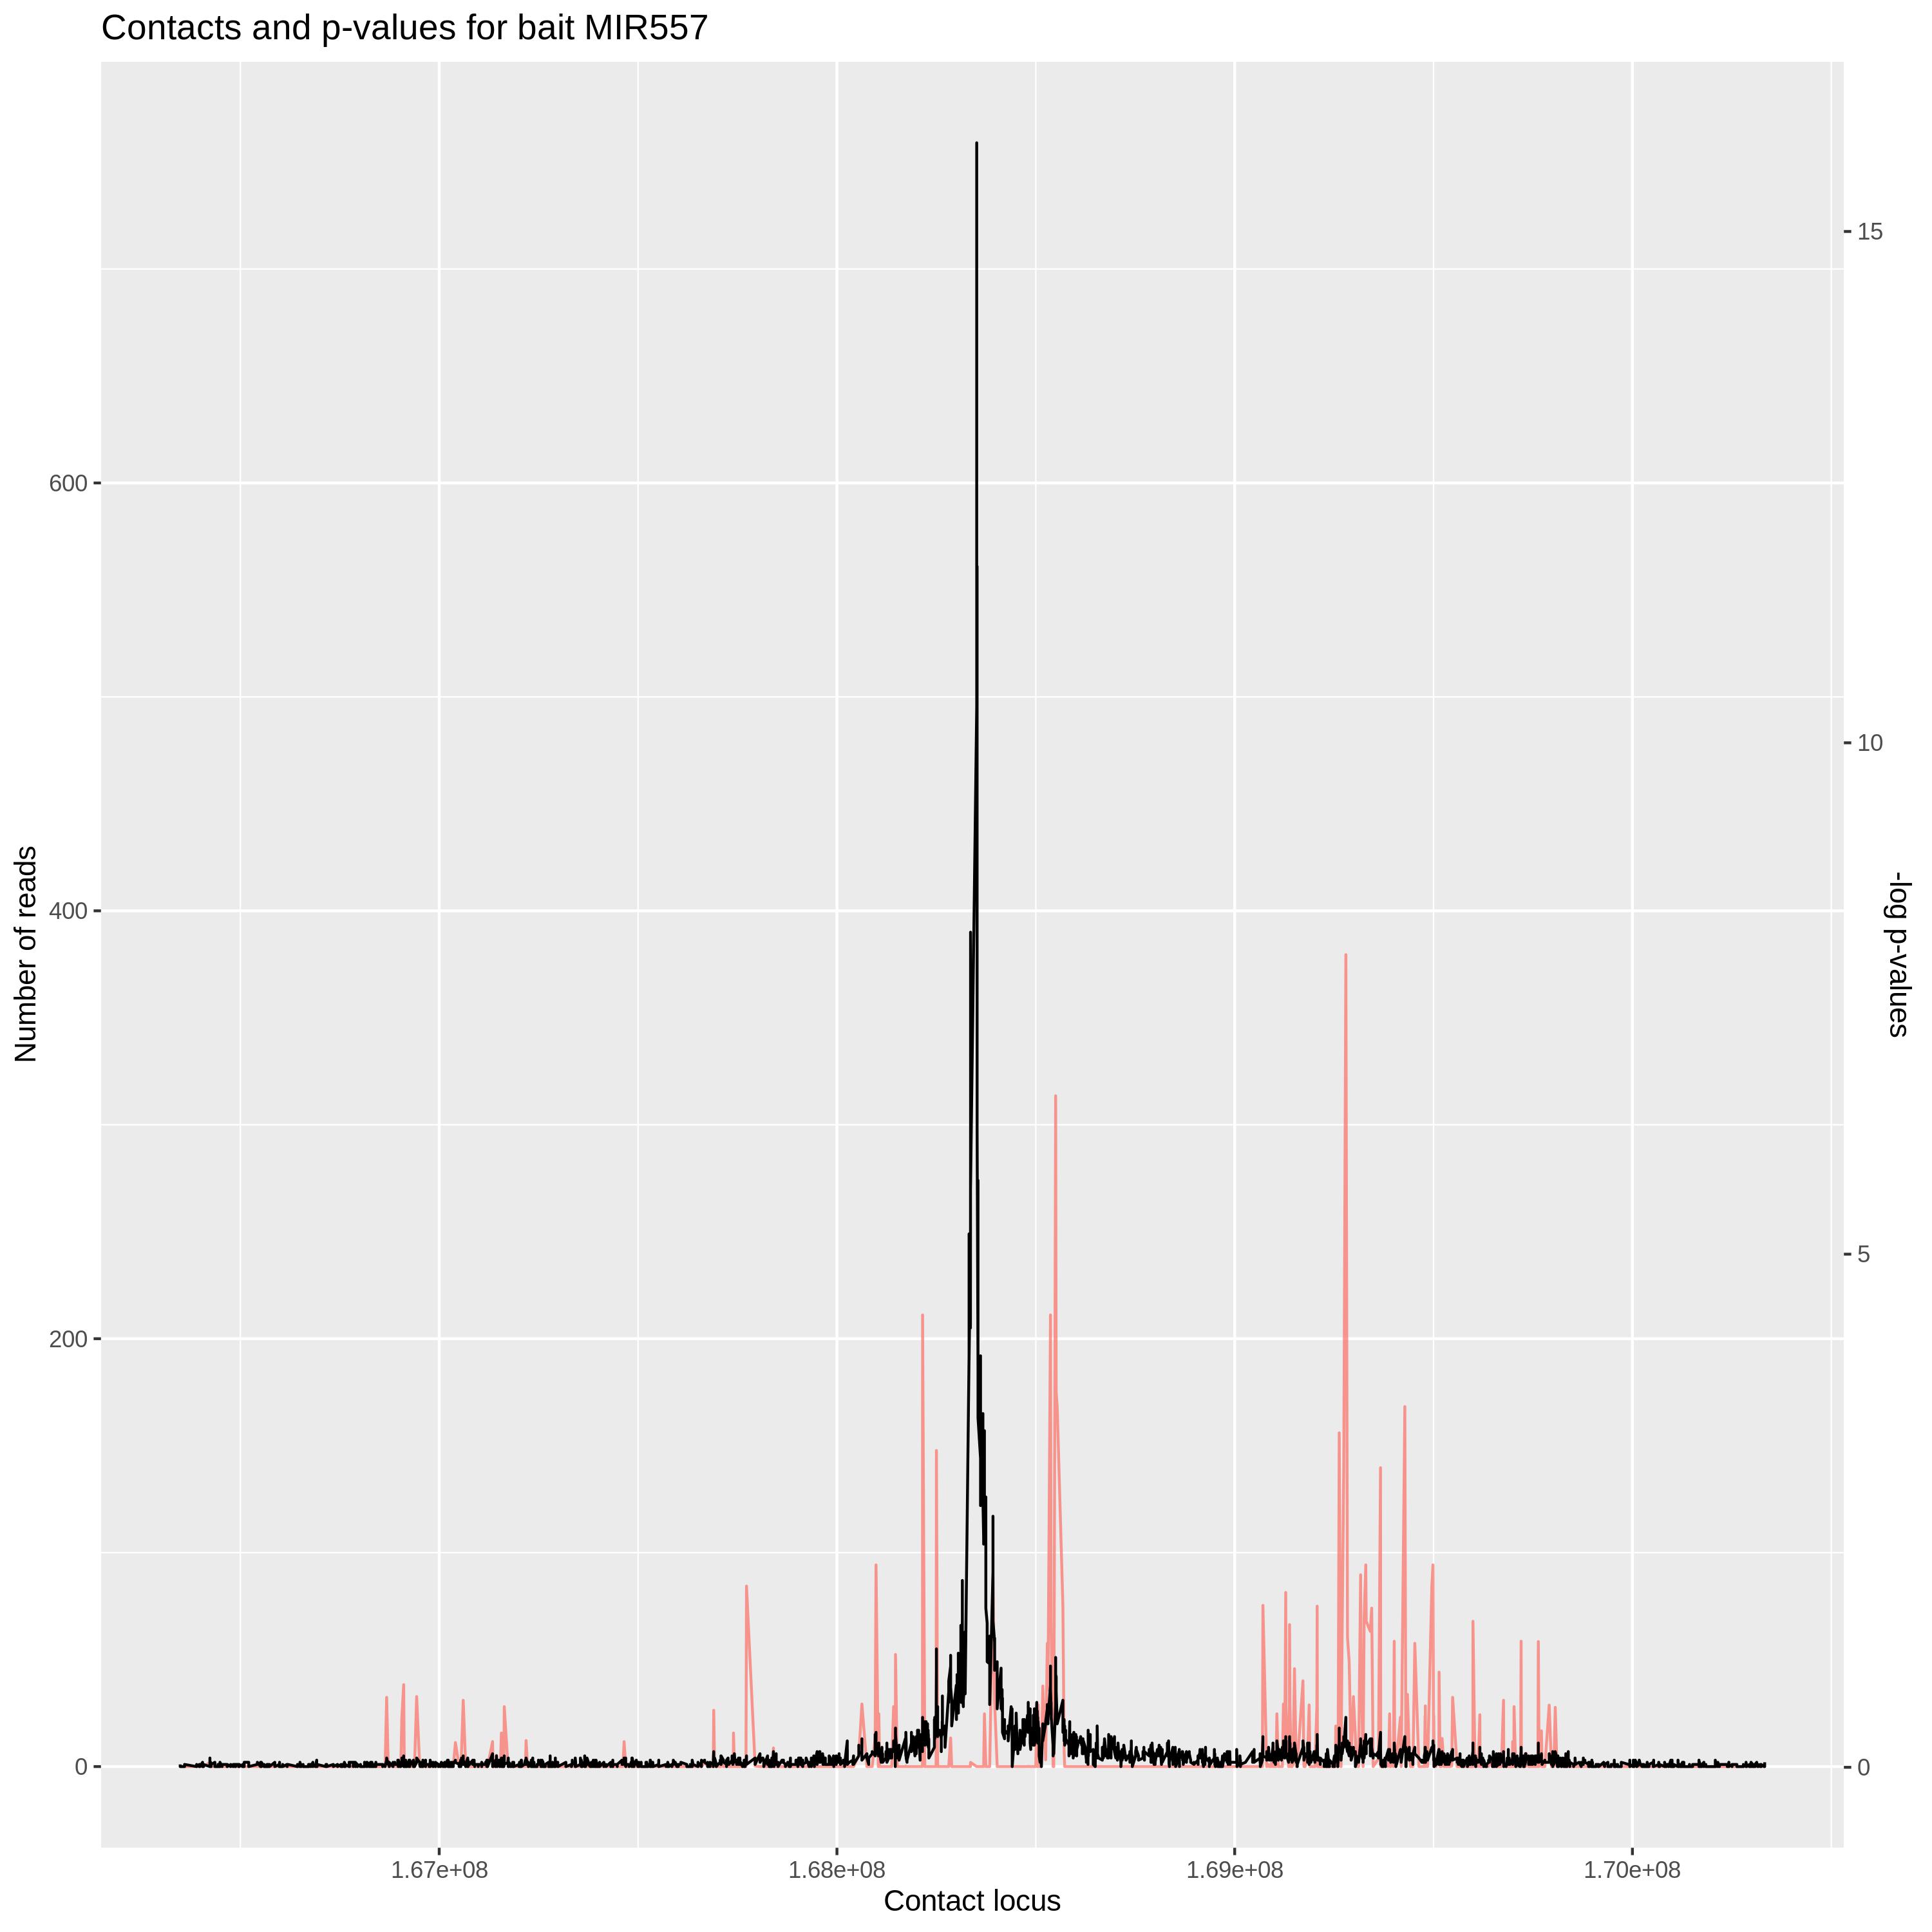 Contacts and p-values for bait MIR557
15
600
10
400
Number of reads
-log p-values
5
200
0
0
1.67e+08
1.68e+08
1.69e+08
1.70e+08
Contact locus